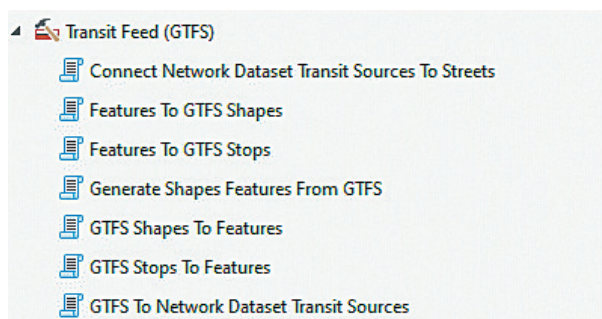 Transit Feed (GTFS)
Connect Network Dataset Transit Sources To Streets
Features To GTFS Shapes
Features To GTFS Stops
Generate Shapes Features From GTFS
GTFS Shapes To Features
GTFS Stops To Features
GTFS To Network Dataset Transit Sources